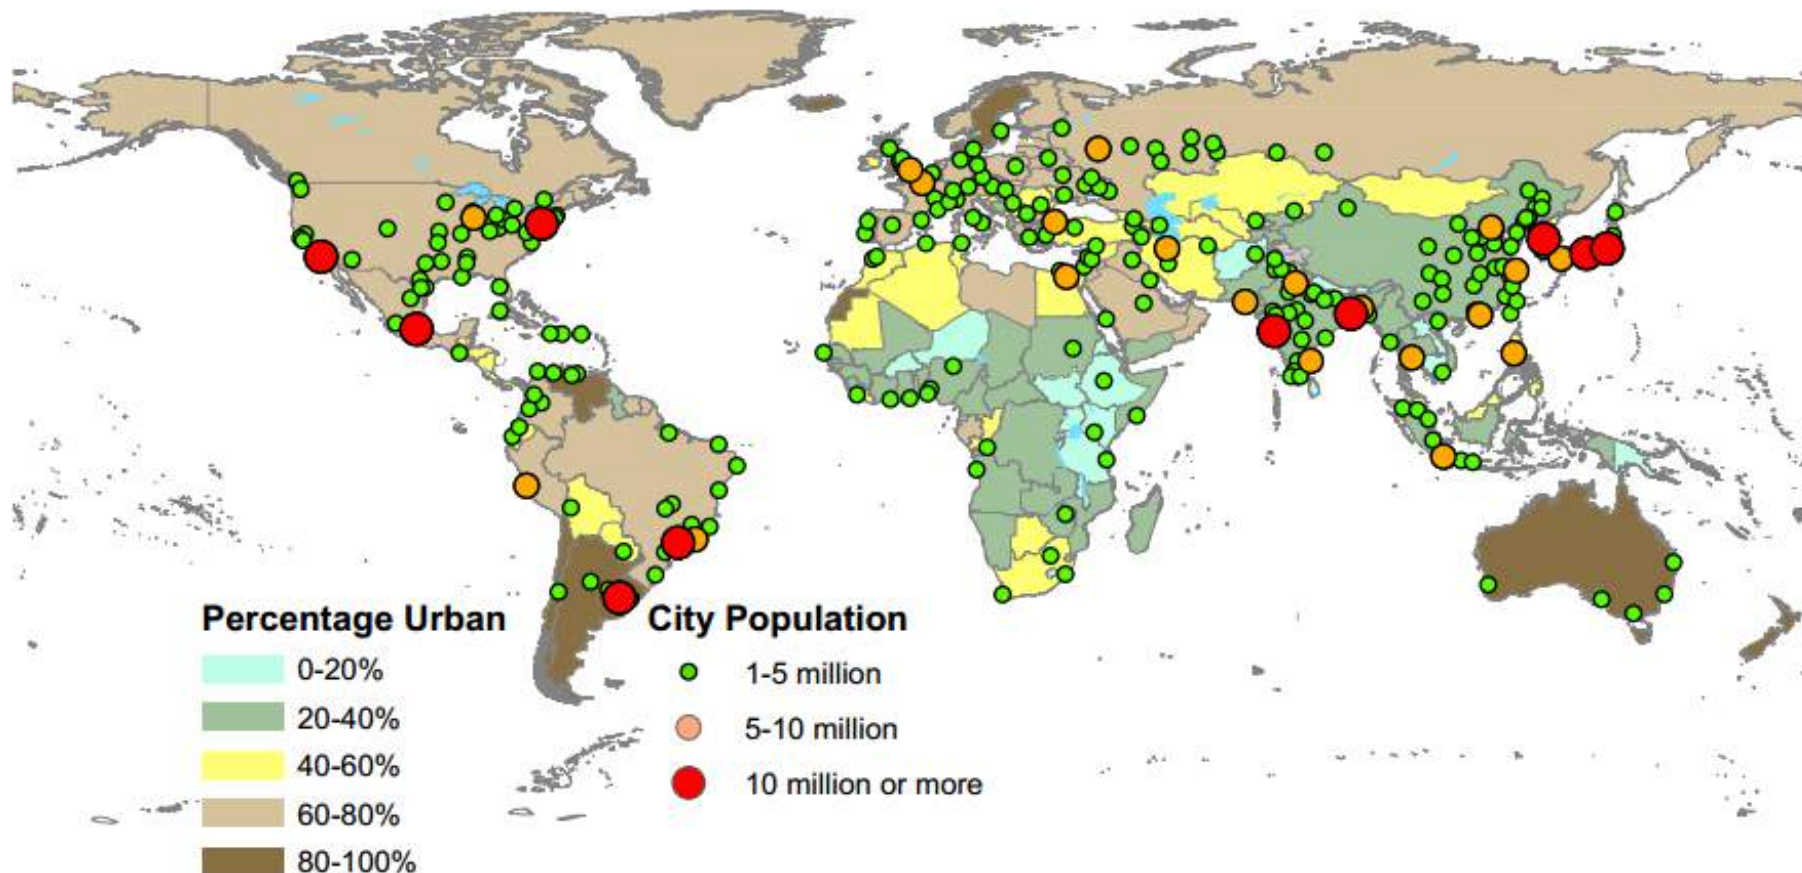 Percentage Urban
0-20%
20-40%
40-60%
60-80%
80-100%
City Population
1-5 million
5-10 million
10 million or more